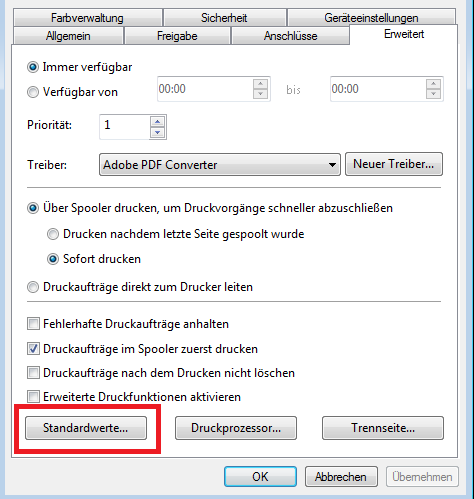 Farbverwaltung Sicherheit Geräteeinstellungen
Allgemein Freigabe Anschlüsse Erweitert
Immer verfügbar
Verfügbar von 00:00 bis 00:00
Priorität: 1
Treiber: Adobe PDF Converter Neuer Treiber...
Über Spooler drucken, um Druckvorgänge schneller abzuschließen
Drucken nachdem letzte Seite gespoolt wurde
Sofort drucken
Druckaufträge direkt zum Drucker leiten
Fehlerhafte Druckaufträge anhalten
Druckaufträge im Spooler zuerst drucken
Druckaufträge nach dem Drucken nicht löschen
Erweiterte Druckfunktionen aktivieren
Standardwerte... Druckprozessor... Trennseite...
OK Abbrechen Übernehmen